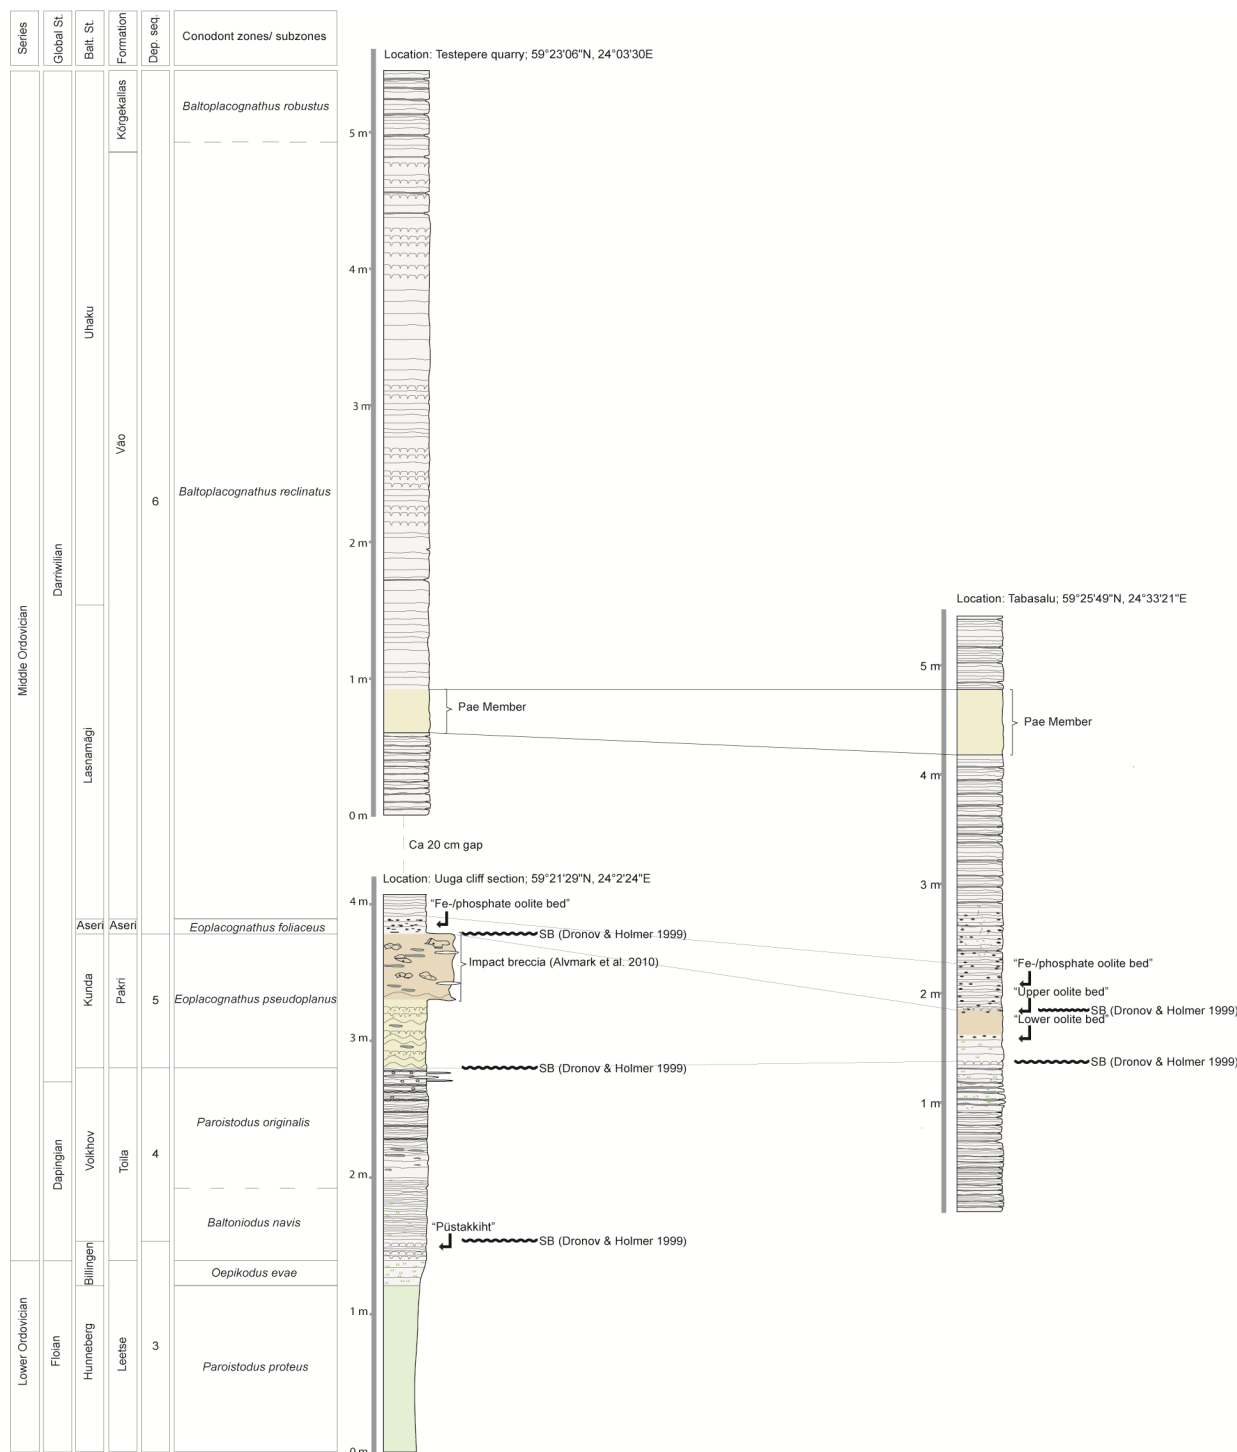 Series
Global St.
Balt. St.
Formation
Dep. seq.
Conodont zones/ subzones
Middle Ordovician
Lower Ordovician
Darriwilian
Dapingian
Floian
Uhaku
Lasnamägi
Aseri
Kunda
Volkhov
Billingen
Hunneberg
Kõrgekallas
Väo
Aseri
Pakri
Toila
Leetse
6
5
4
3
Baltoplacognathus robustus
Baltoplacognathus reclinatus
Eoplacognathus foliaceus
Eoplacognathus pseudoplanus
Paroistodus originalis
Baltoniodus navis
Oepikodus evae
Paroistodus proteus
Location: Testepere quarry; 59°23'06"N, 24°03'30E
5 m
4 m
3 m
2 m
1 m
0 m
Pae Member
Ca 20 cm gap
Location: Uuga cliff section; 59°21'29"N, 24°2'24"E
4 m
3 m
2 m
1 m
0 m
“Fe-/phosphate oolite bed”
SB (Dronov & Holmer 1999)
Impact breccia (Alvmark et al. 2010)
SB (Dronov & Holmer 1999)
“Püstakkiht”
SB (Dronov & Holmer 1999)
Location: Tabasalu; 59°25'49"N, 24°33'21"E
5 m
4 m
3 m
2 m
1 m
Pae Member
“Fe-/phosphate oolite bed”
“Upper oolite bed”
SB (Dronov & Holmer 1999)
“Lower oolite bed”
SB (Dronov & Holmer 1999)